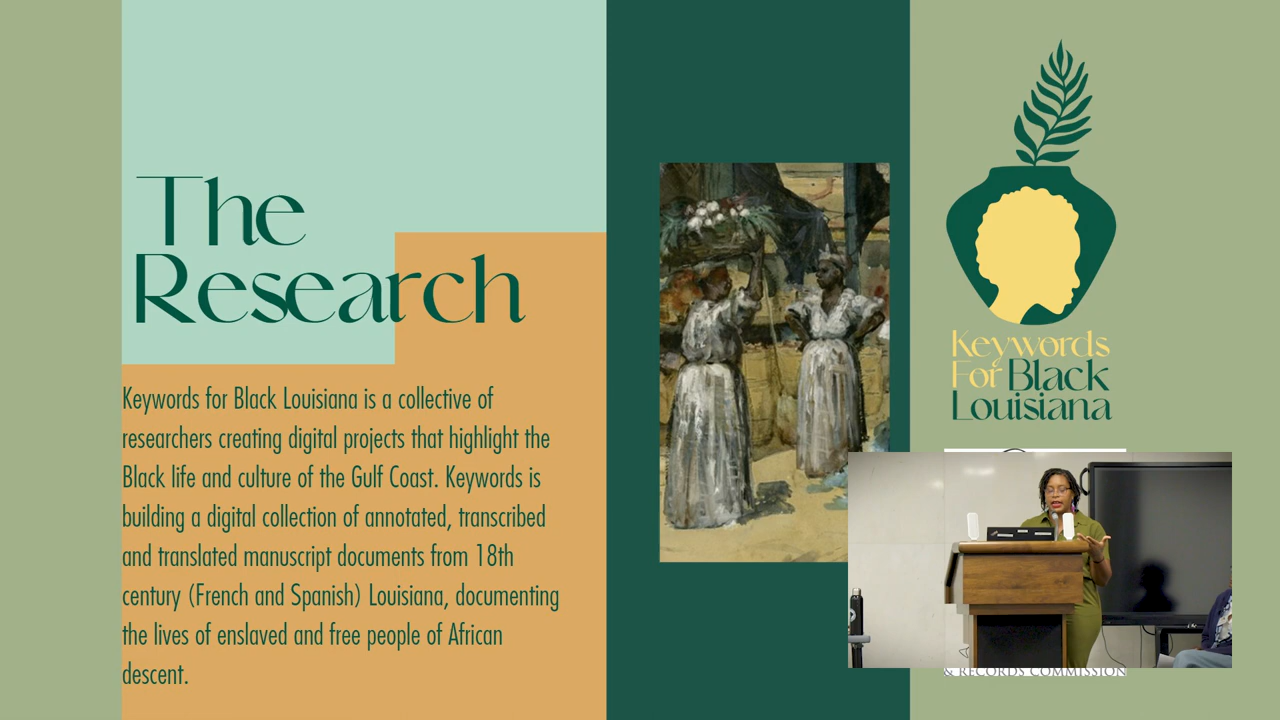 The
Research
Keywords for Black Louisiana is a collective of
researchers creating digital projects that highlight the
Black life and culture of the Gulf Coast. Keywords is
building a digital collection of annotated, transcribed
and translated manuscript documents from 18th
century (French and Spanish) Louisiana, documenting
the lives of enslaved and free people of African
descent.
Keywords
For Black
Louisiana
& RECORDS COMMISSION